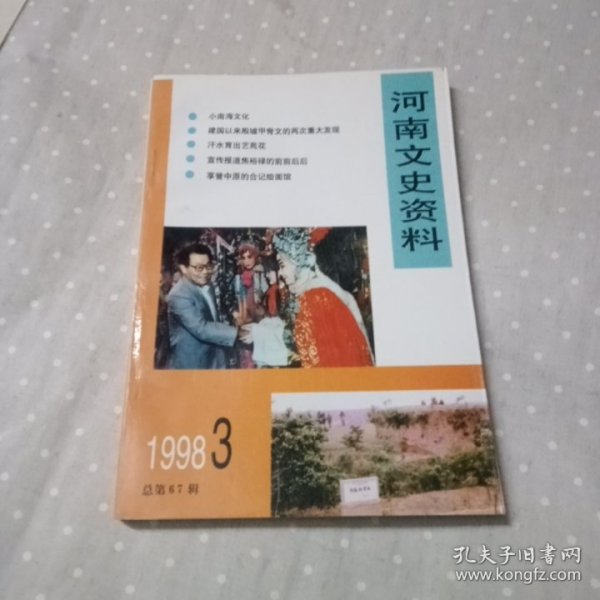 河南文史资料
小南海文化
建国以来殷墟甲骨文的两次重大发现
汗水育出艺苑花
宣传报道焦裕禄的前前后后
享誉中原的合记烩面馆
1998 3
总第67辑
孔夫子旧书网
www.kongfz.com